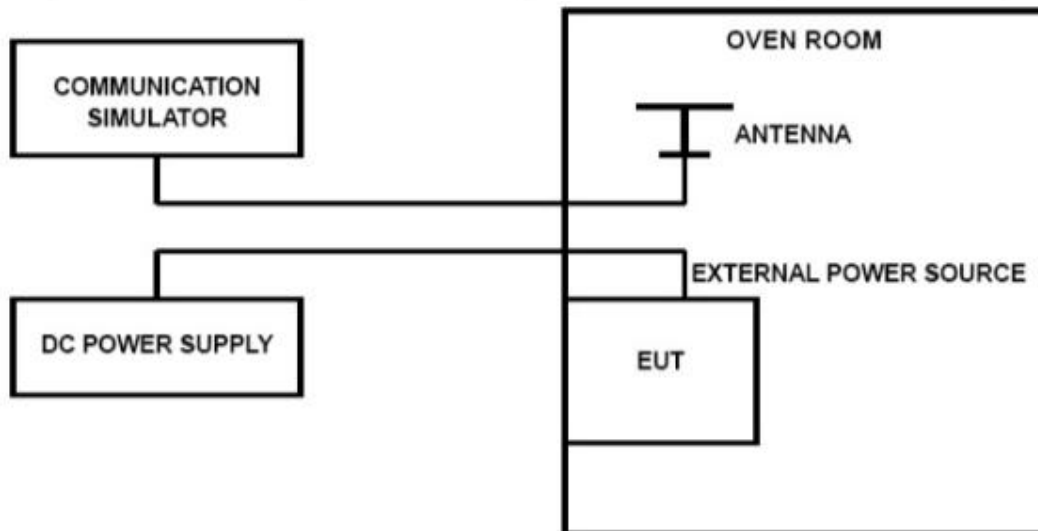 OVEN ROOM
COMMUNICATION
SIMULATOR
ANTENNA
EXTERNAL POWER SOURCE
DC POWER SUPPLY
EUT